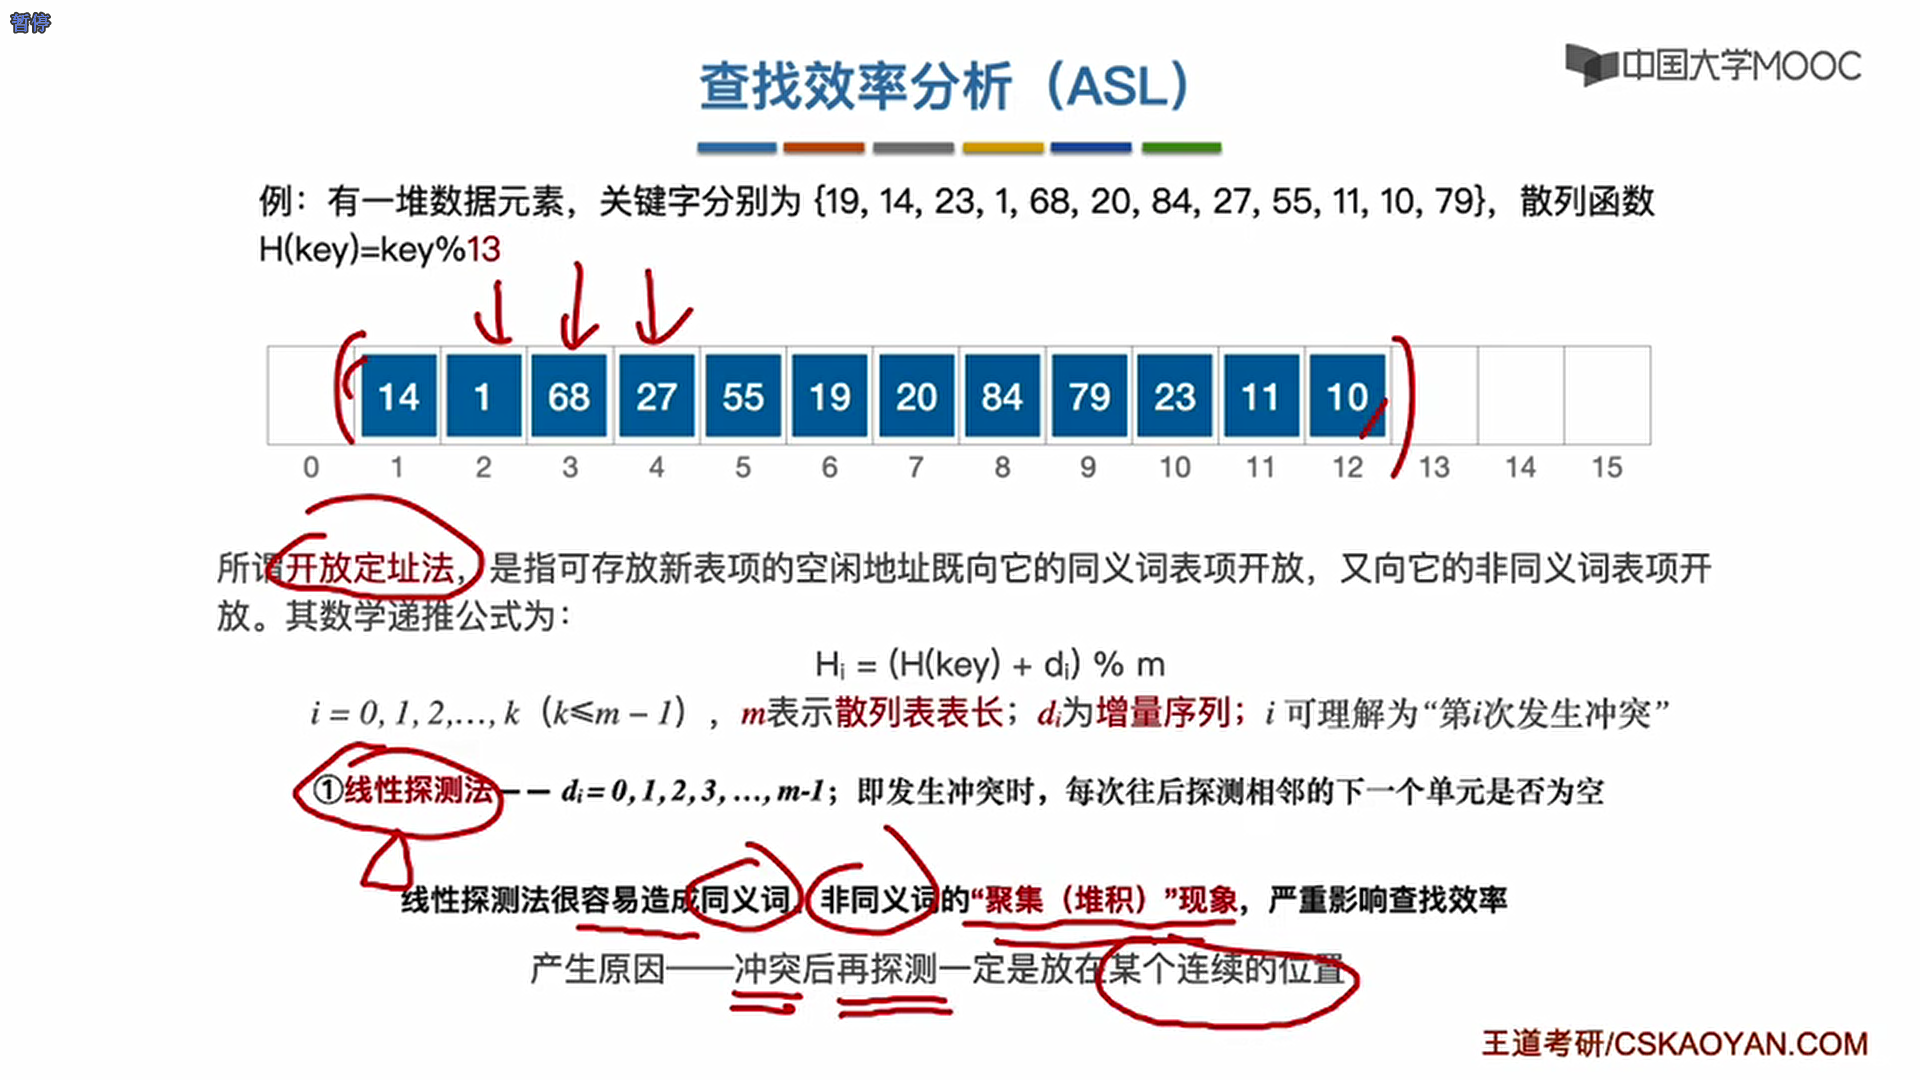 暂停
中国大学MOOC
查找效率分析（ASL）
例：有一堆数据元素，关键字分别为 {19, 14, 23, 1, 68, 20, 84, 27, 55, 11, 10, 79}，散列函数
H(key)=key%13
14 1 68 27 55 19 20 84 79 23 11 10
0 1 2 3 4 5 6 7 8 9 10 11 12 13 14 15
所谓开放定址法，是指可存放新表项的空闲地址既向它的同义词表项开放，又向它的非同义词表项开
放。其数学递推公式为：
Hᵢ = (H(key) + dᵢ) % m
i = 0, 1, 2,…, k（k≤m − 1），m表示散列表表长；dᵢ为增量序列；i 可理解为“第i次发生冲突”
①线性探测法—— dᵢ = 0, 1, 2, 3, …, m-1；即发生冲突时，每次往后探测相邻的下一个单元是否为空
线性探测法很容易造成同义词、非同义词的“聚集（堆积）”现象，严重影响查找效率
产生原因——冲突后再探测一定是放在某个连续的位置
王道考研/CSKAOYAN.COM